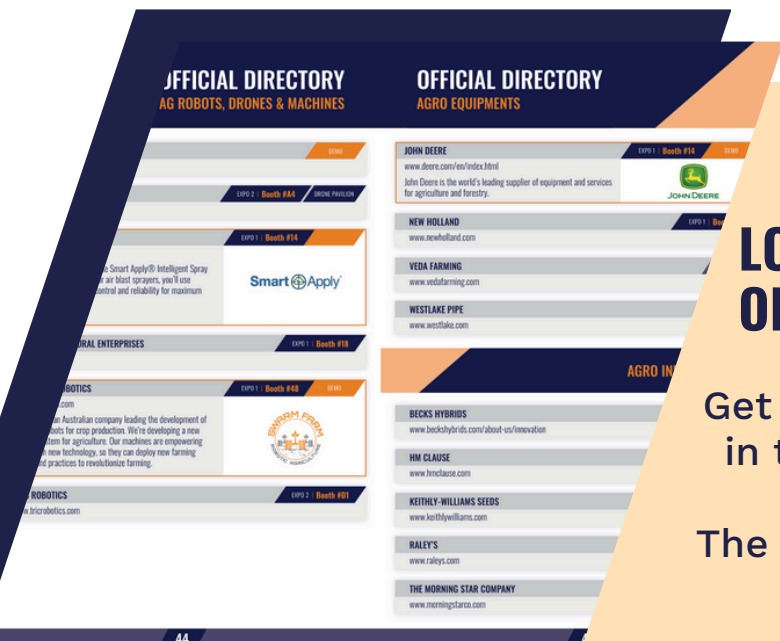 OFFICIAL DIRECTORY
AG ROBOTS, DRONES & MACHINES
DEMO
EXPO 2 | Booth #A4 DRONE PAVILION
EXPO 1 | Booth #14
Smart Apply® Intelligent Spray
air blast sprayers, you'll use
control and reliability for maximum
Smart Apply
ENTERPRISES
EXPO 1 | Booth #18
EXPO 1 | Booth #48 DEMO
Australian company leading the development of
for crop production. We're developing a new
for agriculture. Our machines are empowering
new technology, so they can deploy new farming
and practices to revolutionize farming.
SWARM FARM
ROBOTIC AGRICULTURE
ROBOTICS
EXPO 2 | Booth #01
.tricrobotics.com
44
OFFICIAL DIRECTORY
AGRO EQUIPMENTS
JOHN DEERE
EXPO 1 | Booth #14 DEMO
www.deere.com/en/index.html
John Deere is the world's leading supplier of equipment and services
for agriculture and forestry.
JOHN DEERE
NEW HOLLAND
EXPO 1 |
www.newholland.com
VEDA FARMING
www.vedafarming.com
WESTLAKE PIPE
www.westlake.com
AGRO
BECKS HYBRIDS
www.beckshybrids.com/about-us/innovation
HM CLAUSE
www.hmclause.com
KEITHLY-WILLIAMS SEEDS
www.keithlywilliams.com
RALEY'S
www.raleys.com
THE MORNING STAR COMPANY
www.morningstarco.com
Get
in
The